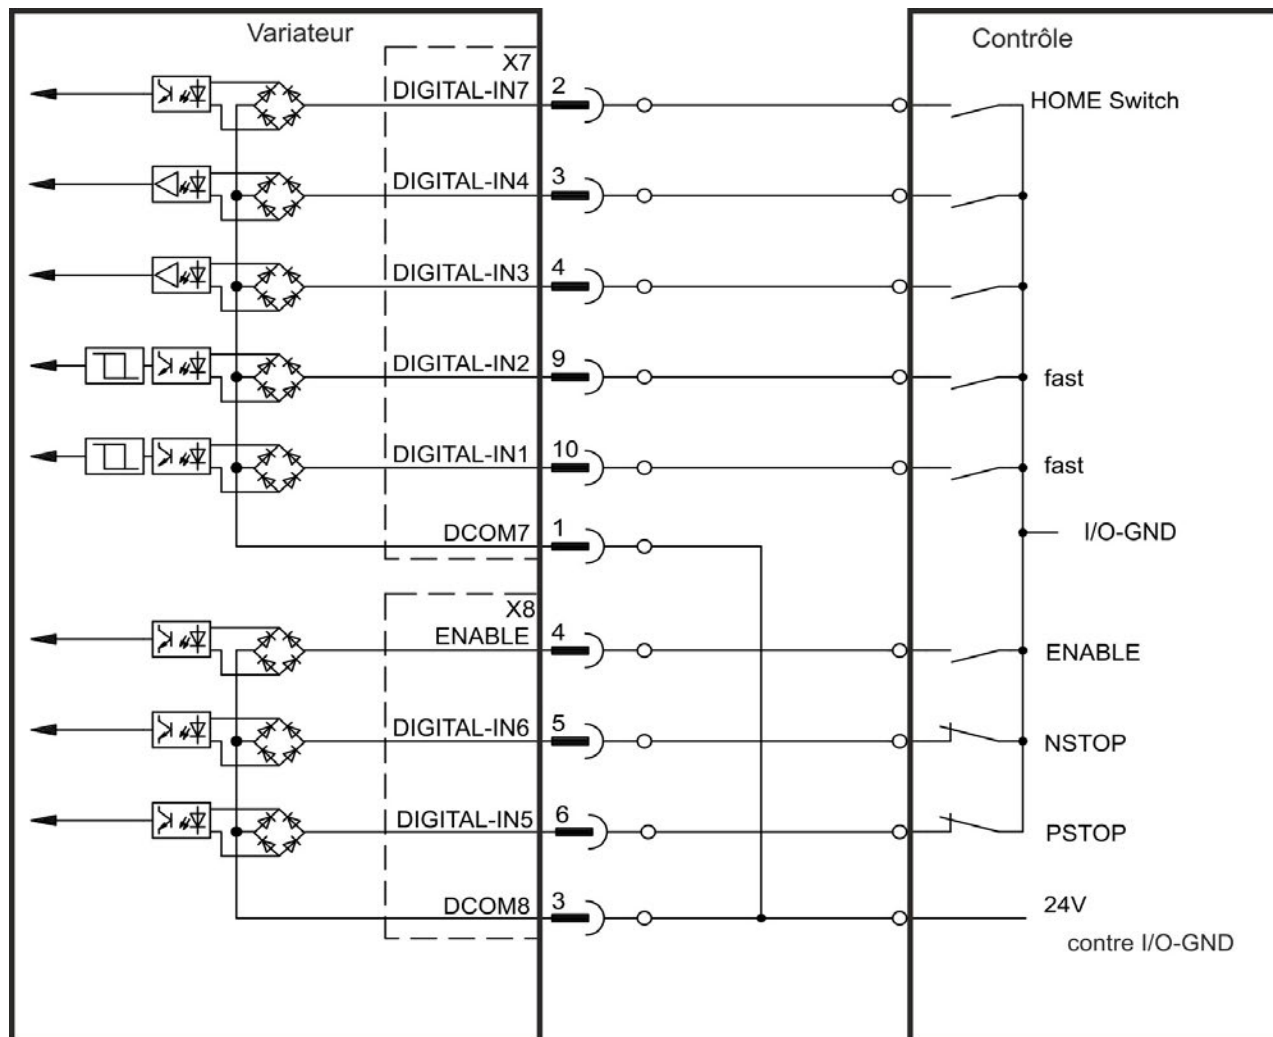 Variateur
Contrôle
X7
DIGITAL-IN7 2 HOME Switch
DIGITAL-IN4 3
DIGITAL-IN3 4
DIGITAL-IN2 9 fast
DIGITAL-IN1 10 fast
DCOM7 1 I/O-GND
X8
ENABLE 4 ENABLE
DIGITAL-IN6 5 NSTOP
DIGITAL-IN5 6 PSTOP
DCOM8 3 24V
contre I/O-GND